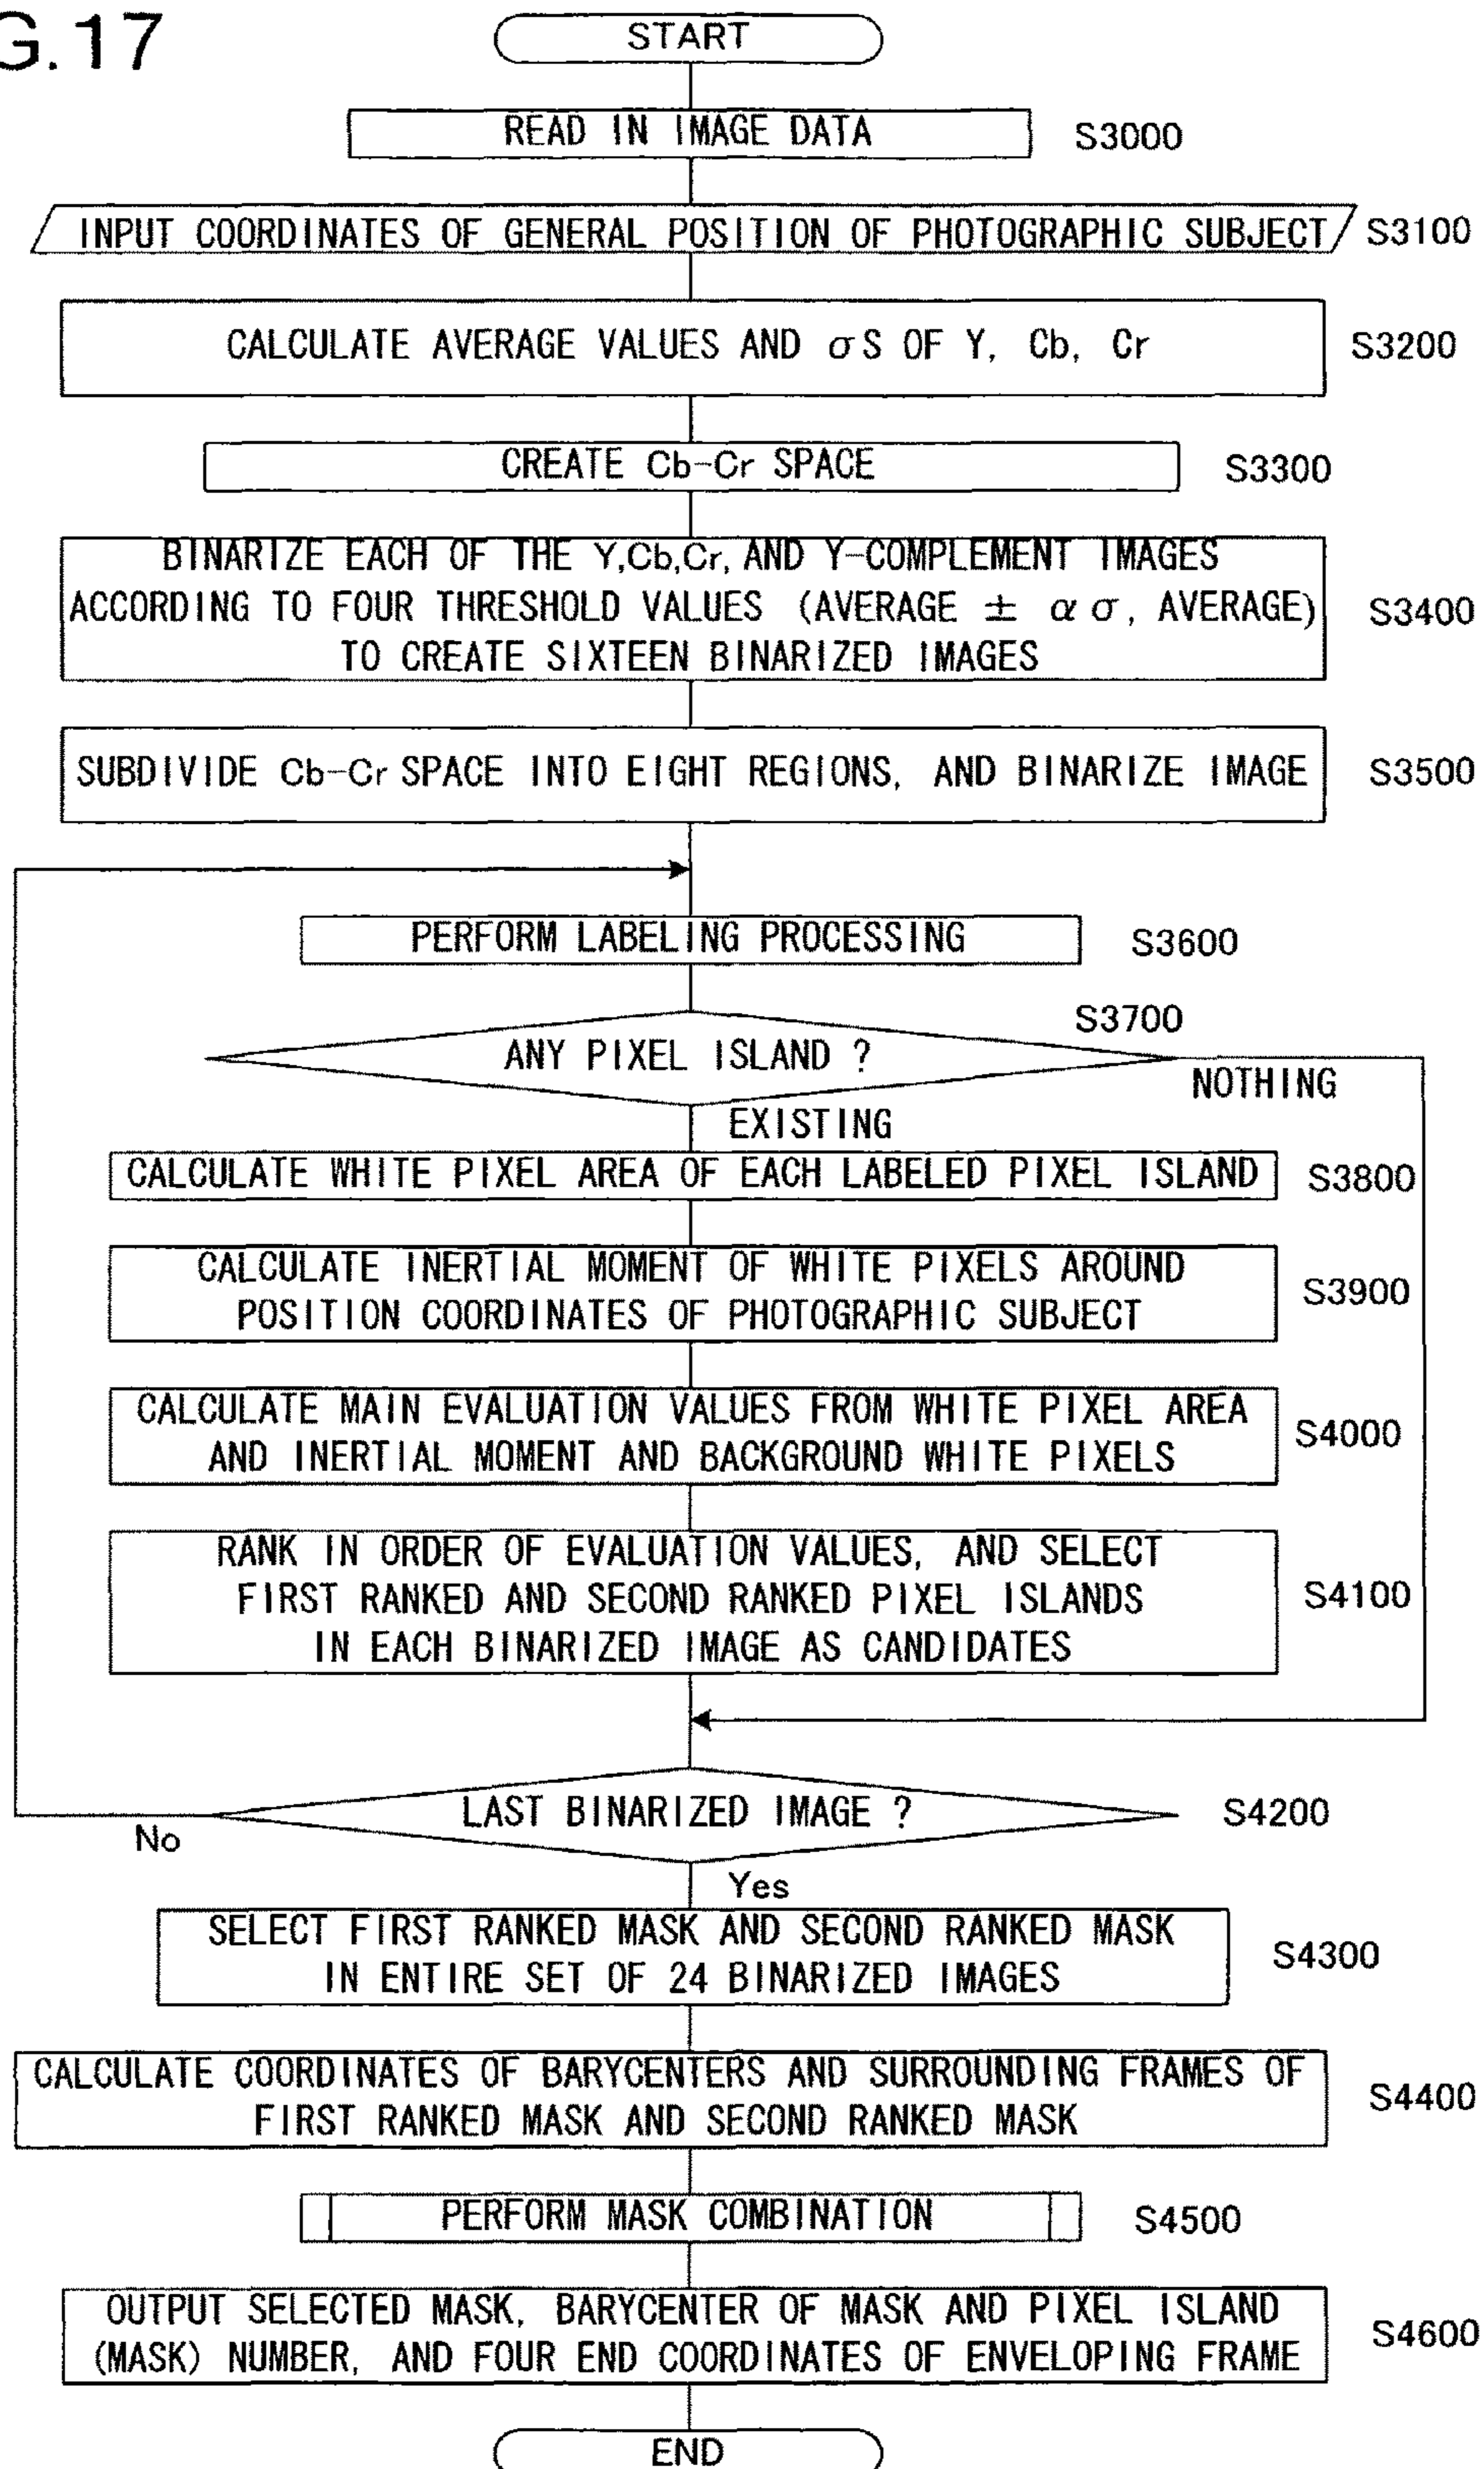 G.17
START
READ IN IMAGE DATA
S3000
INPUT COORDINATES OF GENERAL POSITION OF PHOTOGRAPHIC SUBJECT
S3100
CALCULATE AVERAGE VALUES AND σS OF Y, Cb, Cr
S3200
CREATE Cb-Cr SPACE
S3300
BINARIZE EACH OF THE Y,Cb,Cr, AND Y-COMPLEMENT IMAGES
ACCORDING TO FOUR THRESHOLD VALUES (AVERAGE ± ασ, AVERAGE)
TO CREATE SIXTEEN BINARIZED IMAGES
S3400
SUBDIVIDE Cb-Cr SPACE INTO EIGHT REGIONS, AND BINARIZE IMAGE
S3500
PERFORM LABELING PROCESSING
S3600
S3700
ANY PIXEL ISLAND ?
NOTHING
EXISTING
CALCULATE WHITE PIXEL AREA OF EACH LABELED PIXEL ISLAND
S3800
CALCULATE INERTIAL MOMENT OF WHITE PIXELS AROUND
POSITION COORDINATES OF PHOTOGRAPHIC SUBJECT
S3900
CALCULATE MAIN EVALUATION VALUES FROM WHITE PIXEL AREA
AND INERTIAL MOMENT AND BACKGROUND WHITE PIXELS
S4000
RANK IN ORDER OF EVALUATION VALUES, AND SELECT
FIRST RANKED AND SECOND RANKED PIXEL ISLANDS
IN EACH BINARIZED IMAGE AS CANDIDATES
S4100
LAST BINARIZED IMAGE ?
S4200
No
Yes
SELECT FIRST RANKED MASK AND SECOND RANKED MASK
IN ENTIRE SET OF 24 BINARIZED IMAGES
S4300
CALCULATE COORDINATES OF BARYCENTERS AND SURROUNDING FRAMES OF
FIRST RANKED MASK AND SECOND RANKED MASK
S4400
PERFORM MASK COMBINATION
S4500
OUTPUT SELECTED MASK, BARYCENTER OF MASK AND PIXEL ISLAND
(MASK) NUMBER, AND FOUR END COORDINATES OF ENVELOPING FRAME
S4600
END